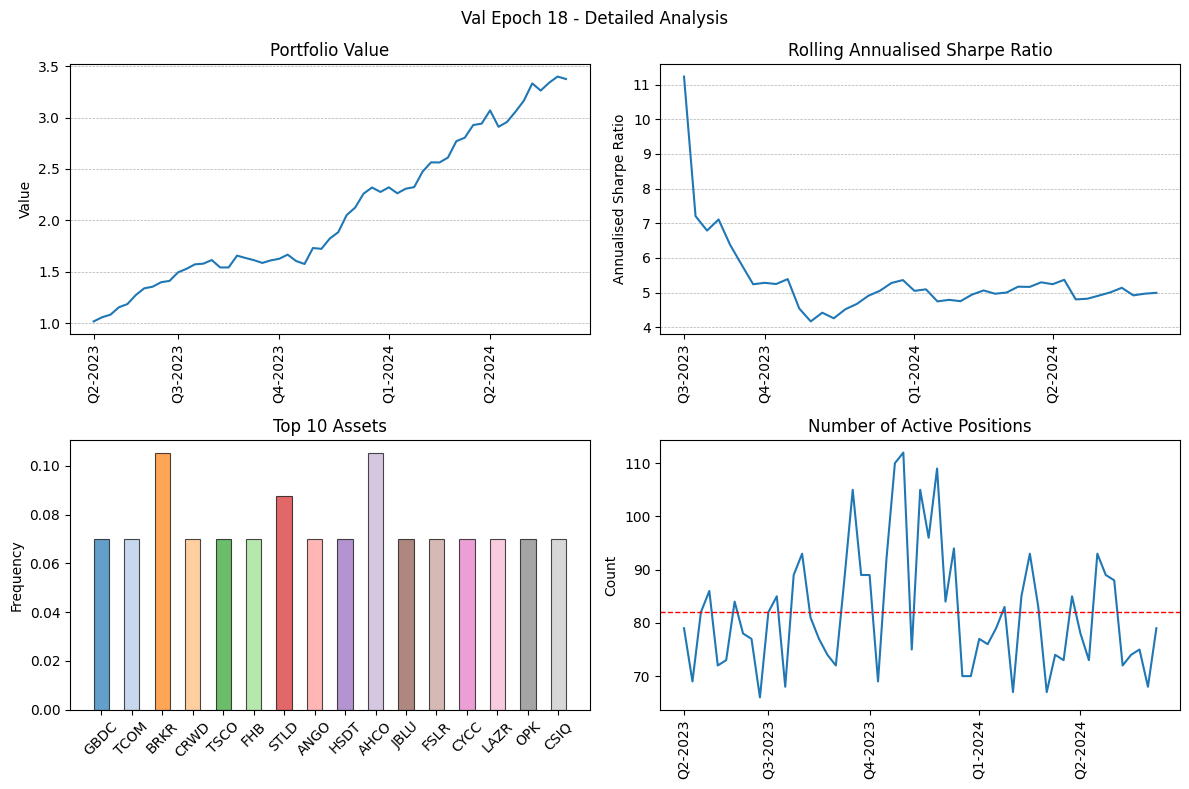 Val Epoch 18 - Detailed Analysis
Portfolio Value
Value
3.5
3.0
2.5
2.0
1.5
1.0
Q2-2023
Q3-2023
Q4-2023
Q1-2024
Q2-2024
Rolling Annualised Sharpe Ratio
Annualised Sharpe Ratio
11
10
9
8
7
6
5
4
Q3-2023
Q4-2023
Q1-2024
Q2-2024
Top 10 Assets
Frequency
0.10
0.08
0.06
0.04
0.02
0.00
GBDC
TCOM
BRKR
CRWD
TSCO
FHB
STLD
ANGO
HSDT
AHCO
JBLU
FSLR
CYCC
LAZR
OPK
CSIQ
Number of Active Positions
Count
110
100
90
80
70
Q2-2023
Q3-2023
Q4-2023
Q1-2024
Q2-2024